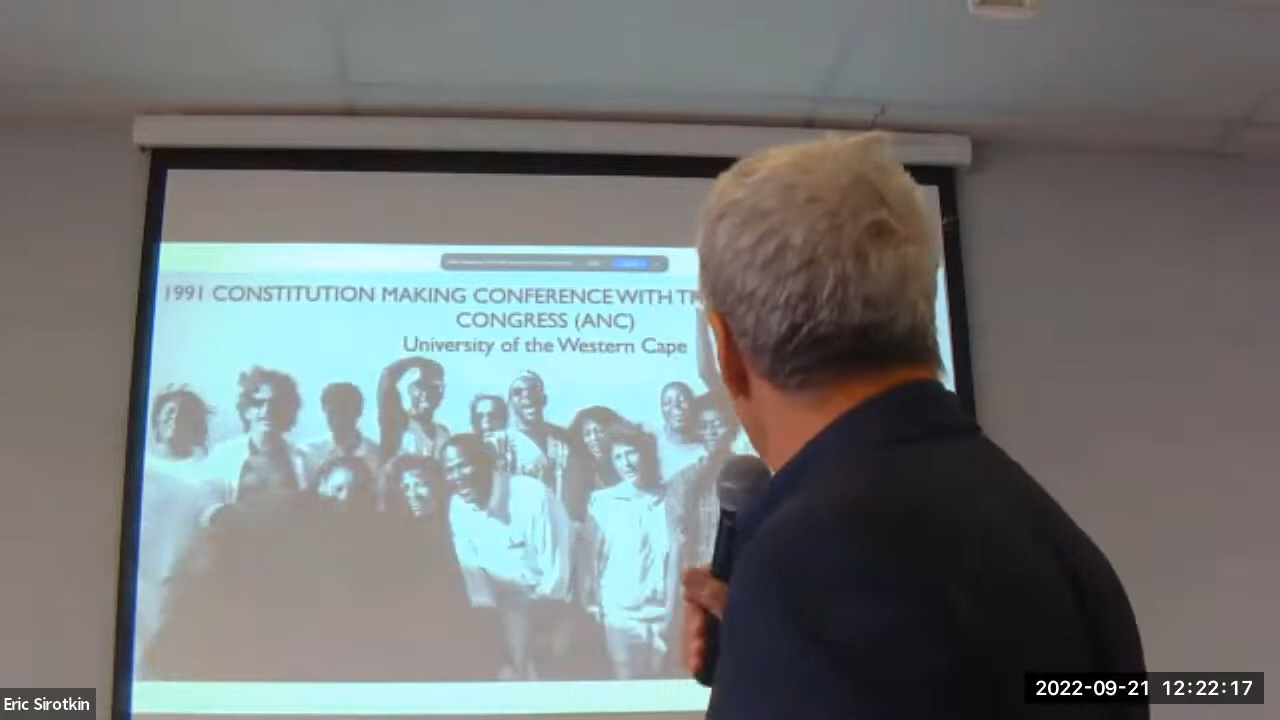 1991 CONSTITUTION MAKING CONFERENCE WITH
CONGRESS (ANC)
University of the Western Cape
Eric Sirotkin
2022-09-21 12:22:17